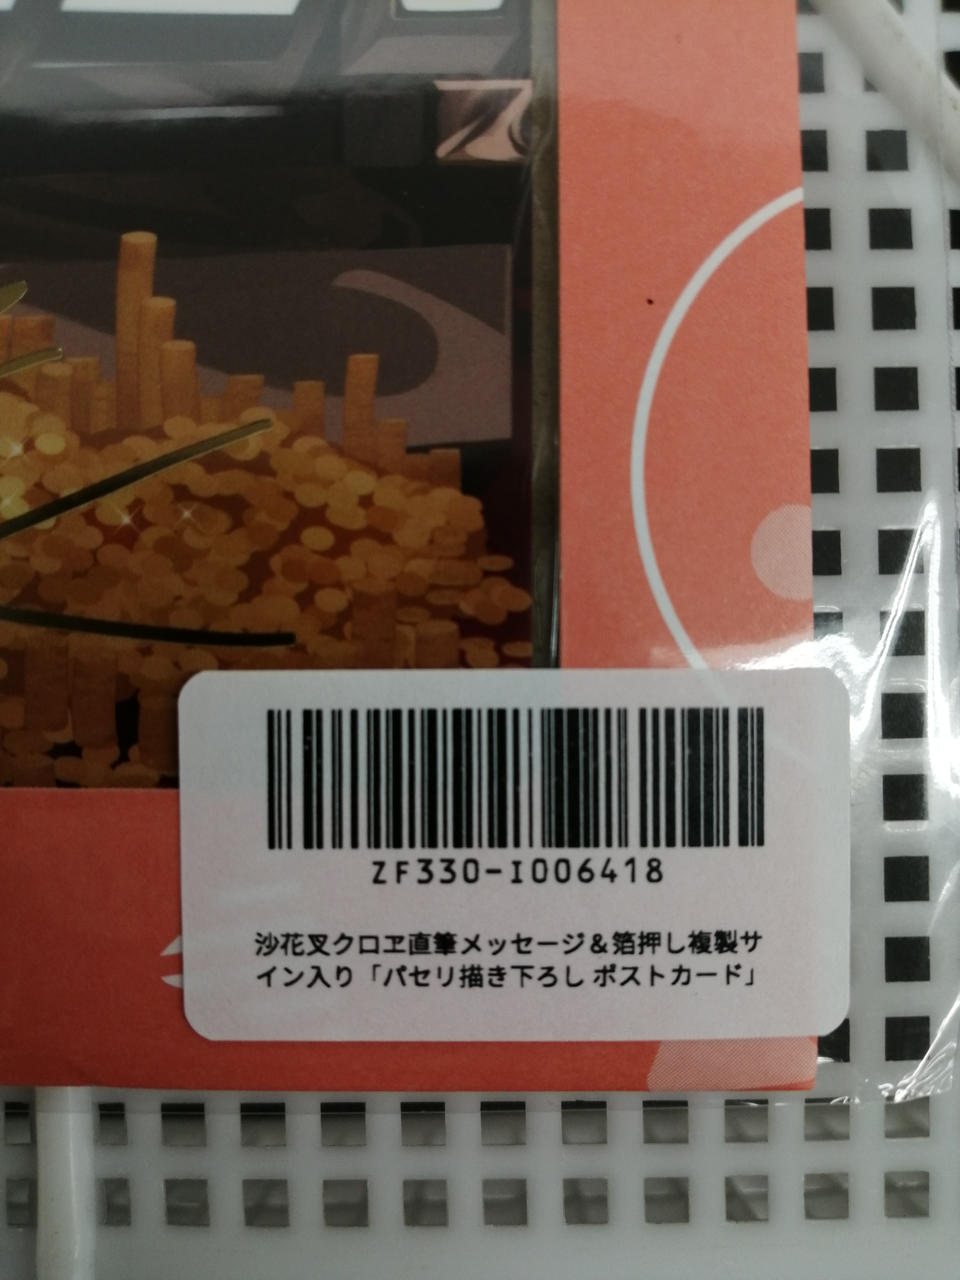 ZF330-I006418
沙花叉クロヱ直筆メッセージ＆箔押し複製サ
イン入り「パセリ描き下ろし ポストカード」